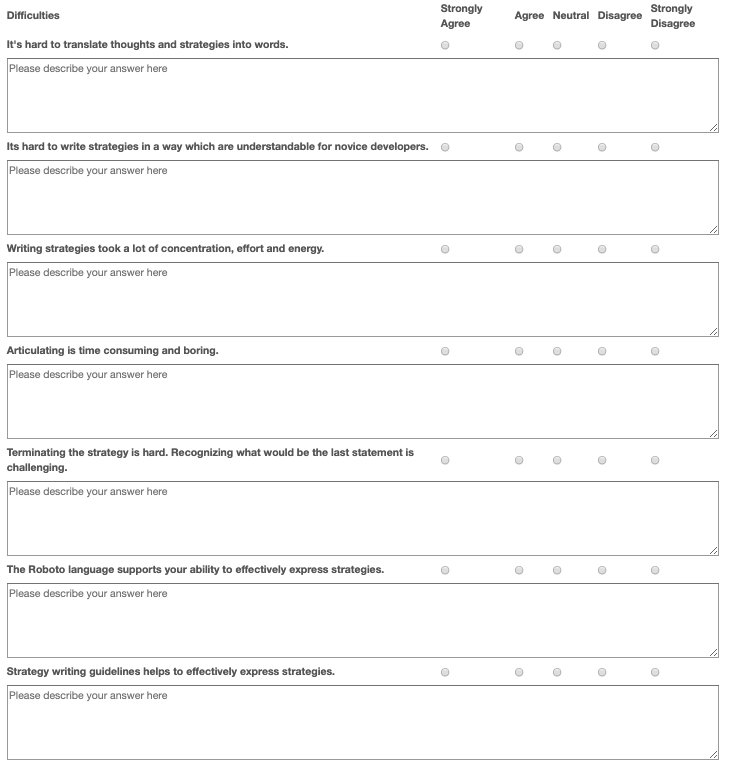 Difficulties Strongly Agree Agree Neutral Disagree Strongly Disagree
It's hard to translate thoughts and strategies into words.
Please describe your answer here
Its hard to write strategies in a way which are understandable for novice developers.
Please describe your answer here
Writing strategies took a lot of concentration, effort and energy.
Please describe your answer here
Articulating is time consuming and boring.
Please describe your answer here
Terminating the strategy is hard. Recognizing what would be the last statement is
challenging.
Please describe your answer here
The Roboto language supports your ability to effectively express strategies.
Please describe your answer here
Strategy writing guidelines helps to effectively express strategies.
Please describe your answer here